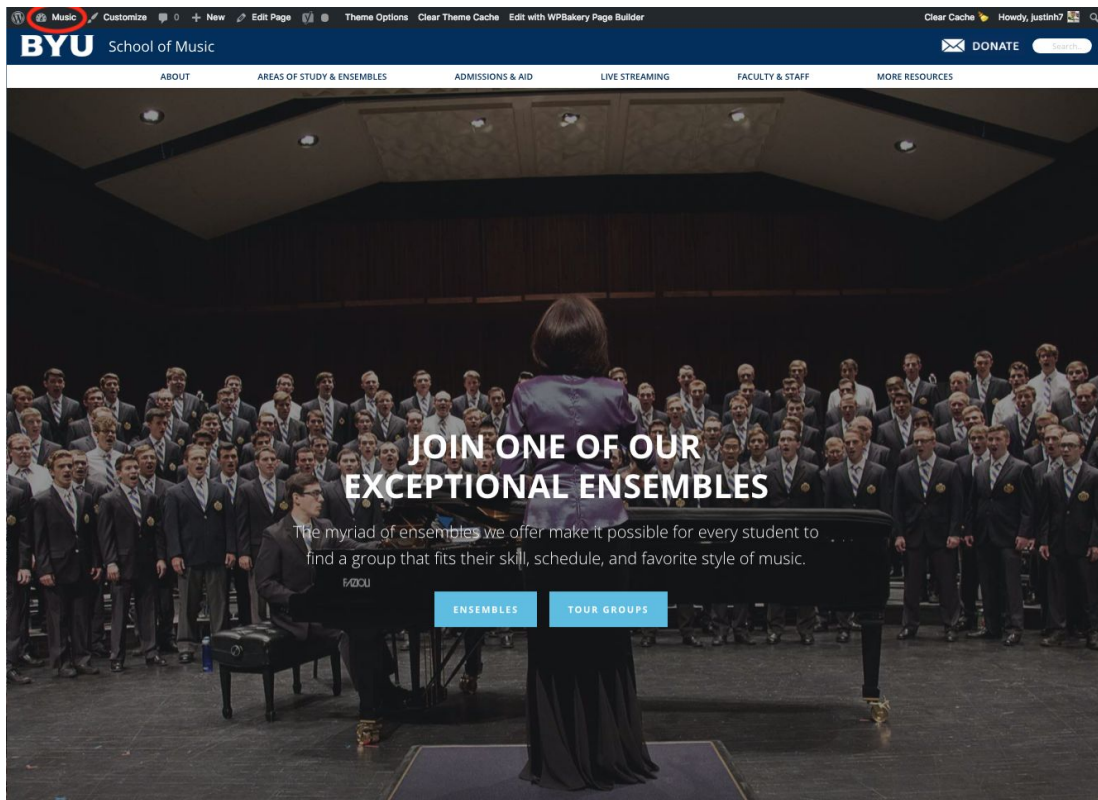 Music Customize 0 New Edit Page Theme Options Clear Theme Cache Edit with WPBakery Page Builder Clear Cache Howdy, justinh7
BYU School of Music DONATE Search...
ABOUT AREAS OF STUDY & ENSEMBLES ADMISSIONS & AID LIVE STREAMING FACULTY & STAFF MORE RESOURCES
JOIN ONE OF OUR
EXCEPTIONAL ENSEMBLES
The myriad of ensembles we offer make it possible for every student to
find a group that fits their skill, schedule, and favorite style of music.
FAZIOLI
ENSEMBLES TOUR GROUPS